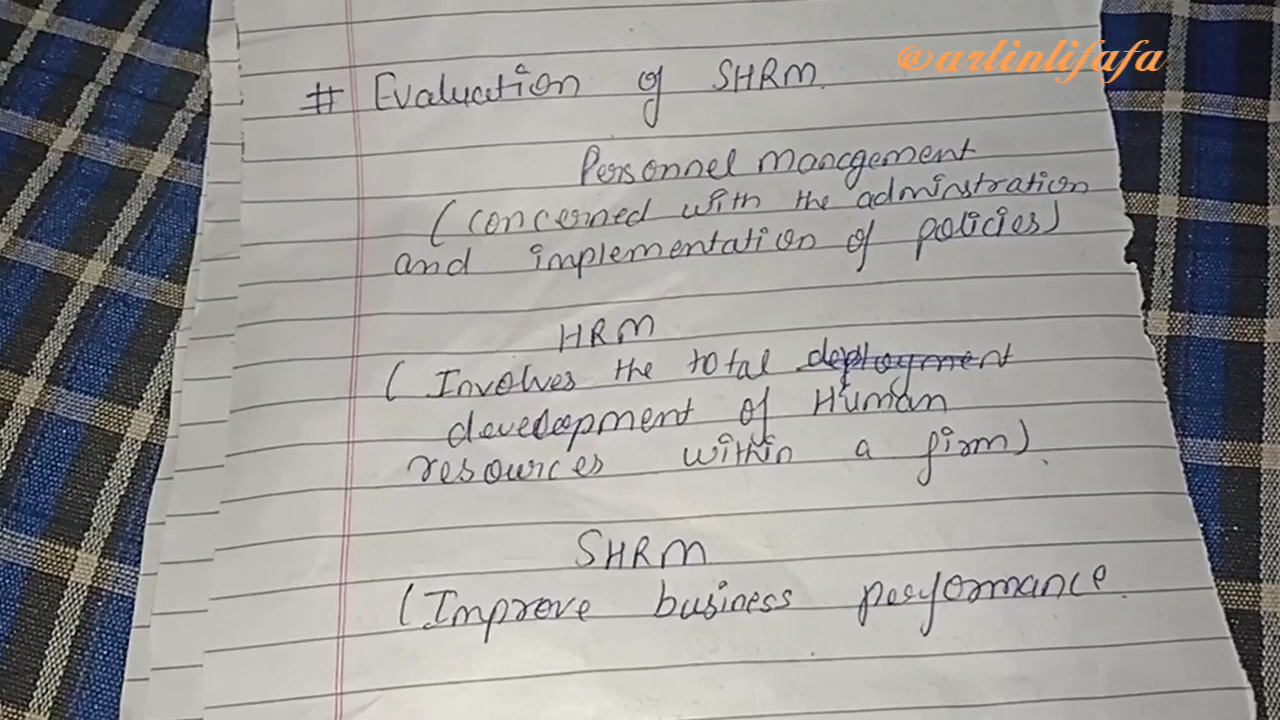 @artinlifafa
# Evaluation of SHRM.
Personnel management
(concerned with the adminstration
and implementation of policies)
HRM
( Involves the total deployment
development of Human
resources within a firm).
SHRM
(Improve business performance.